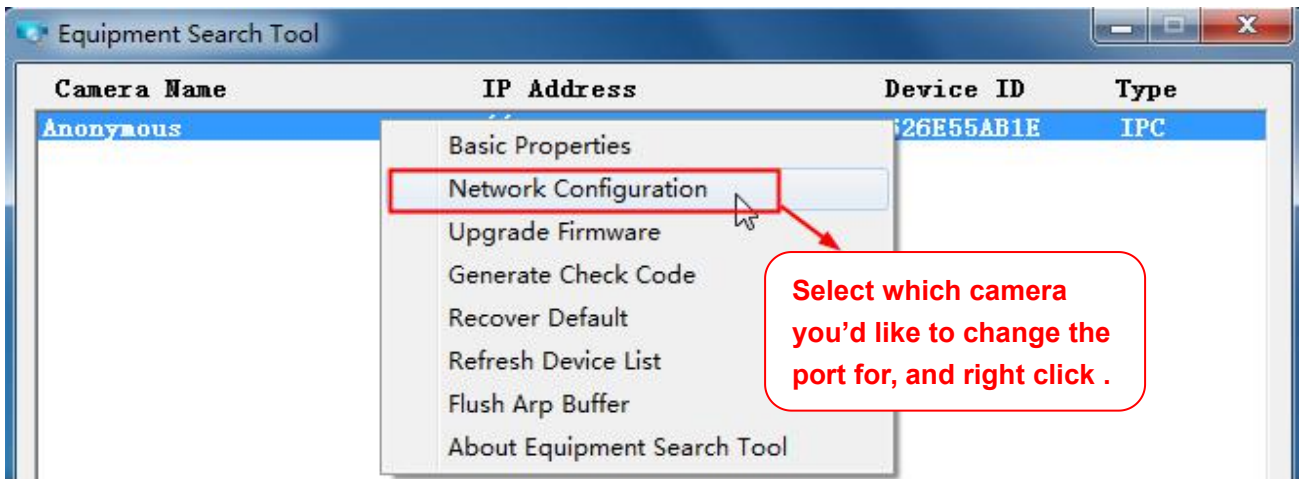 Equipment Search Tool
Camera Name IP Address Device ID Type
Anonymous 526E55AB1E IPC
Basic Properties
Network Configuration
Upgrade Firmware
Generate Check Code
Recover Default
Refresh Device List
Flush Arp Buffer
About Equipment Search Tool
Select which camera
you’d like to change the
port for, and right click .